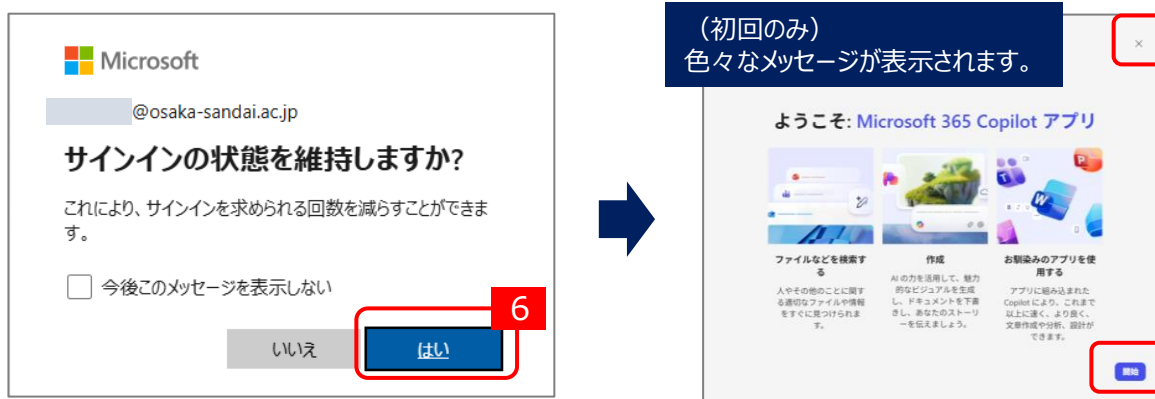 Microsoft
@osaka-sandai.ac.jp
サインインの状態を維持しますか?
これにより、サインインを求められる回数を減らすことができま
す。
今後このメッセージを表示しない
いいえ
はい
6
（初回のみ）
色々なメッセージが表示されます。
ようこそ: Microsoft 365 Copilot アプリ
ファイルなどを検索す
る
人やその他のことに関す
る適切なファイルや情報
をすぐに見つけられま
す。
作成
AI の力を活用して、魅力
的なビジュアルを生成
し、ドキュメントを下書
きし、あなたのストーリ
ーを伝えましょう。
お馴染みのアプリを使
用する
アプリに組み込まれた
Copilot により、これまで
以上に速く、より良く、
文章作成や分析、設計が
できます。
開始